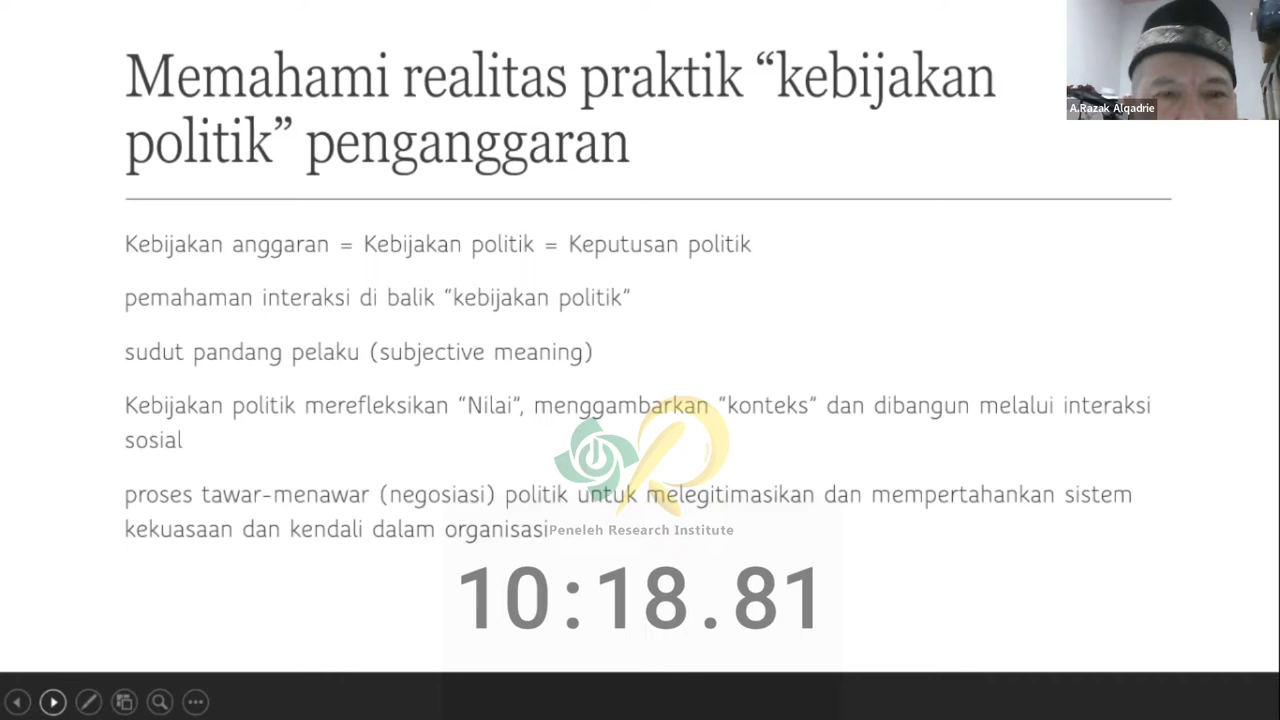 Memahami realitas praktik “kebijakan
politik” penganggaran
A.Razak Alqadrie
Kebijakan anggaran = Kebijakan politik = Keputusan politik
pemahaman interaksi di balik “kebijakan politik”
sudut pandang pelaku (subjective meaning)
Kebijakan politik merefleksikan “Nilai”, menggambarkan “konteks” dan dibangun melalui interaksi
sosial
proses tawar-menawar (negosiasi) politik untuk melegitimasikan dan mempertahankan sistem
kekuasaan dan kendali dalam organisasi
Peneleh Research Institute
10:18.81